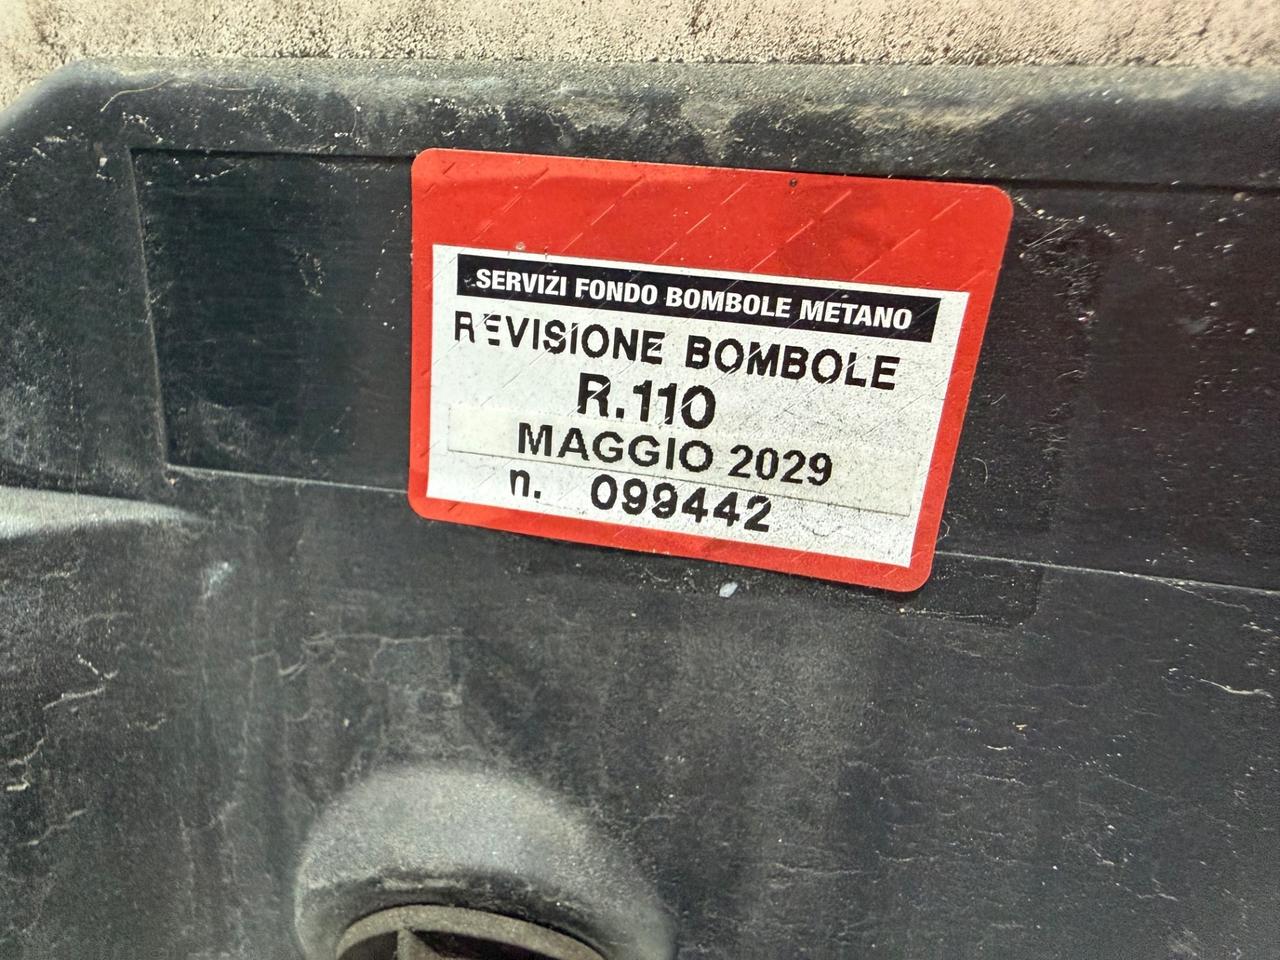 SERVIZI FONDO BOMBOLE METANO
REVISIONE BOMBOLE
R.110
MAGGIO 2029
n. 099442